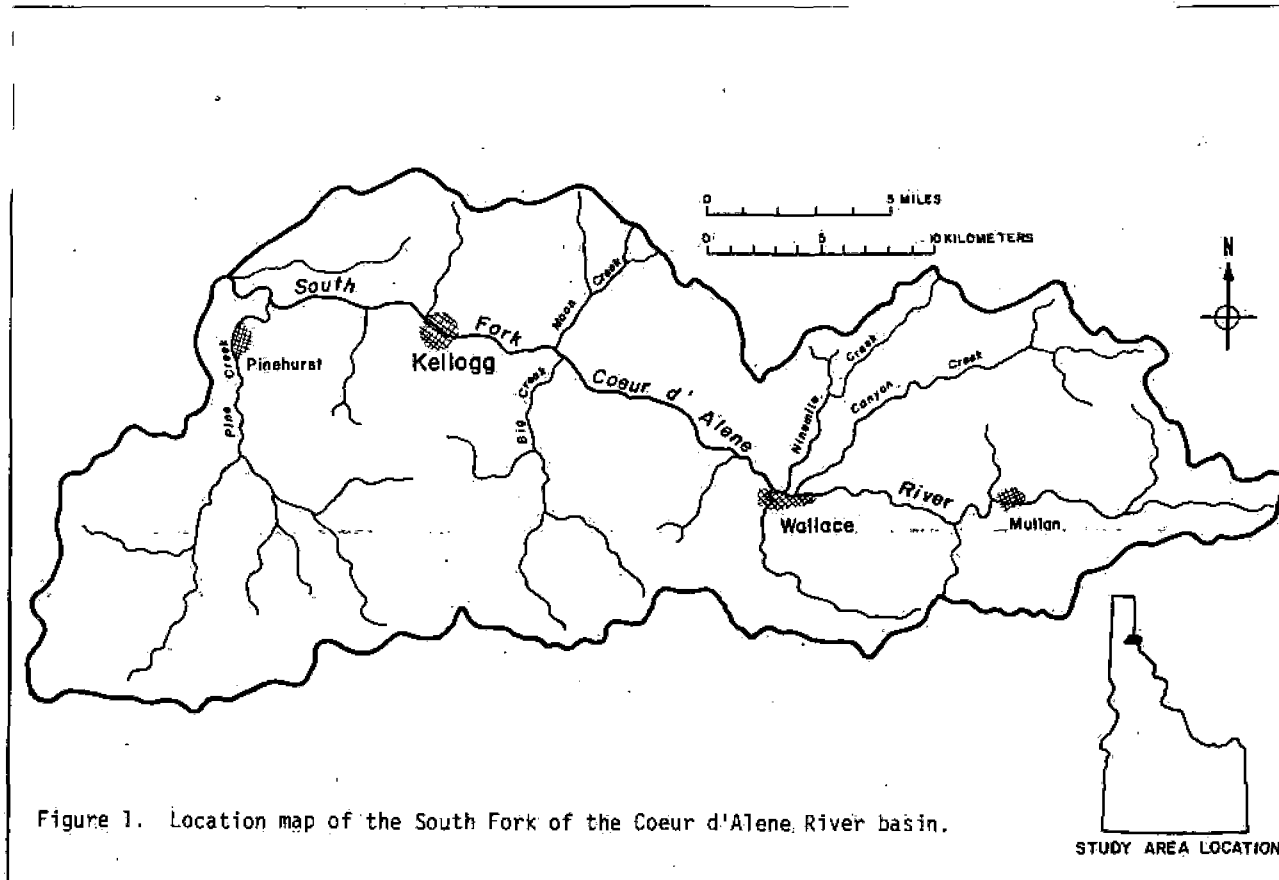 0 5 MILES
0 5 10 KILOMETERS
N
South Fork Coeur d' Alene River
Moon Creek
Pine Creek
Pinehurst
Kellogg
Big Creek
Ninemile Creek
Canyon Creek
Wallace
Mullan
Figure 1. Location map of the South Fork of the Coeur d'Alene River basin.
STUDY AREA LOCATION